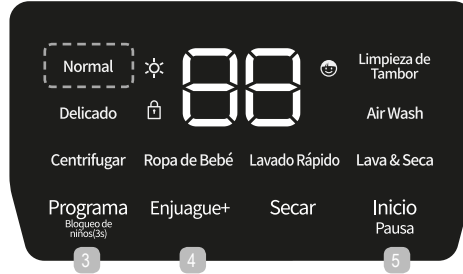 Normal
88
Limpieza de
Tambor
Delicado
Air Wash
Centrifugar Ropa de Bebé Lavado Rápido Lava & Seca
Programa Enjuague+ Secar Inicio
Bloqueo de
niños(3s)
Pausa
3 4 5